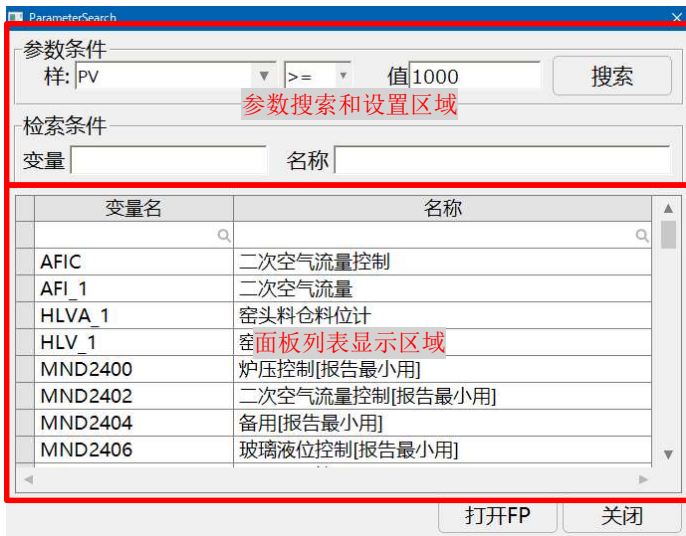 ParameterSearch
参数条件
样: PV >= 值 1000 搜索
参数搜索和设置区域
检索条件
变量 名称
变量名 名称
AFIC 二次空气流量控制
AFI_1 二次空气流量
HLVA_1 窑头料仓料位计
HLV_1 窑
面板列表显示区域
MND2400 炉压控制[报告最小用]
MND2402 二次空气流量控制[报告最小用]
MND2404 备用[报告最小用]
MND2406 玻璃液位控制[报告最小用]
打开FP 关闭